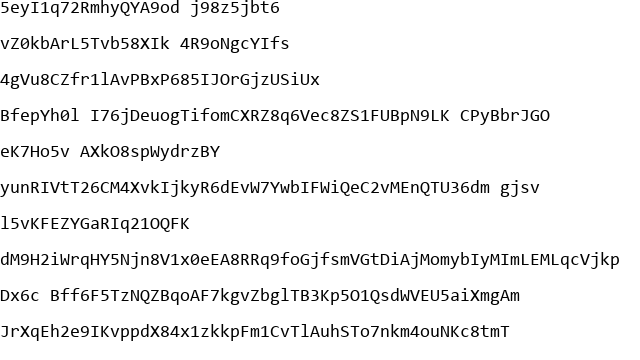 5eyI1q72RmhyQYA9od j98z5jbt6
vZ0kbArL5Tvb58XIk 4R9oNgcYIfs
4gVu8CZfr1lAvPBxP685IJOrGjzUSiUx
BfepYh0l I76jDeuogTifomCXRZ8q6Vec8ZS1FUBpN9LK CPyBbrJGO
eK7Ho5v AXkO8spWydrzBY
yunRIVtT26CM4XvkIjkyR6dEvW7YwbIFWiQeC2vMEnQTU36dm gjsv
l5vKFEZYGaRIq21OQFK
dM9H2iWrqHY5Njn8V1x0eEA8RRq9foGjfsmVGtDiAjMomybIyMImLEMLqcVjkp
Dx6c Bff6F5TzNQZBqoAF7kgvZbglTB3Kp5O1QsdWVEU5aiXmgAm
JrXqEh2e9IKvppdX84x1zkkpFm1CvTlAuhSTo7nkm4ouNKc8tmT